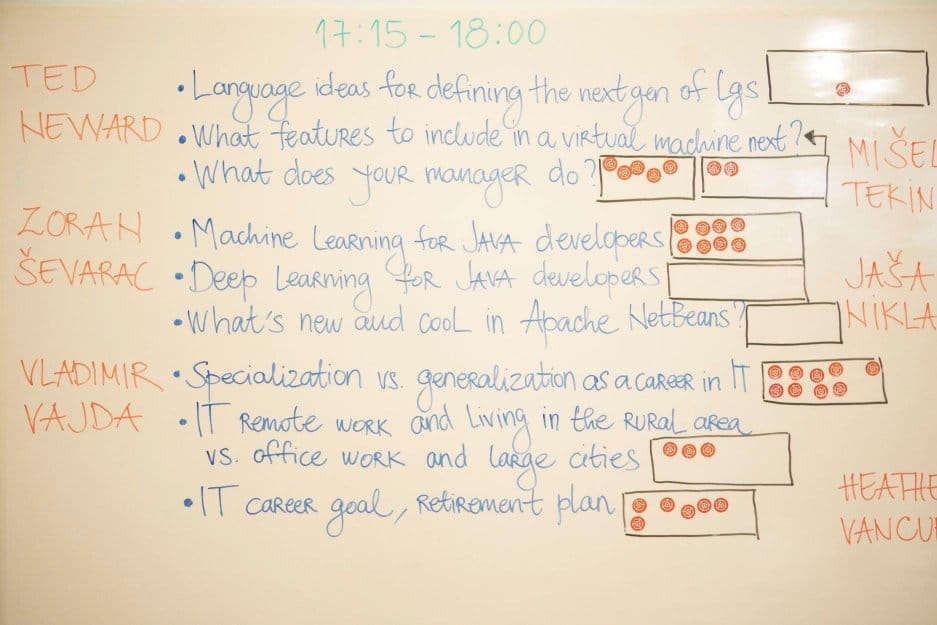 17:15 – 18:00
TED
NEWARD
• Language ideas for defining the next gen of lgs
• What features to include in a virtual machine next?
• What does your manager do?
MIŠEL
TEKIN
ZORAN
ŠEVARAC
• Machine Learning for JAVA developers
• Deep Learning for JAVA developers
• What's new and cool in Apache NetBeans?
JAŠA
NIKLA
VLADIMIR
VAJDA
• Specialization vs. generalization as a career in IT
• IT Remote work and living in the rural area
vs. office work and large cities
• IT career goal, retirement plan
HEATHE
VANCU